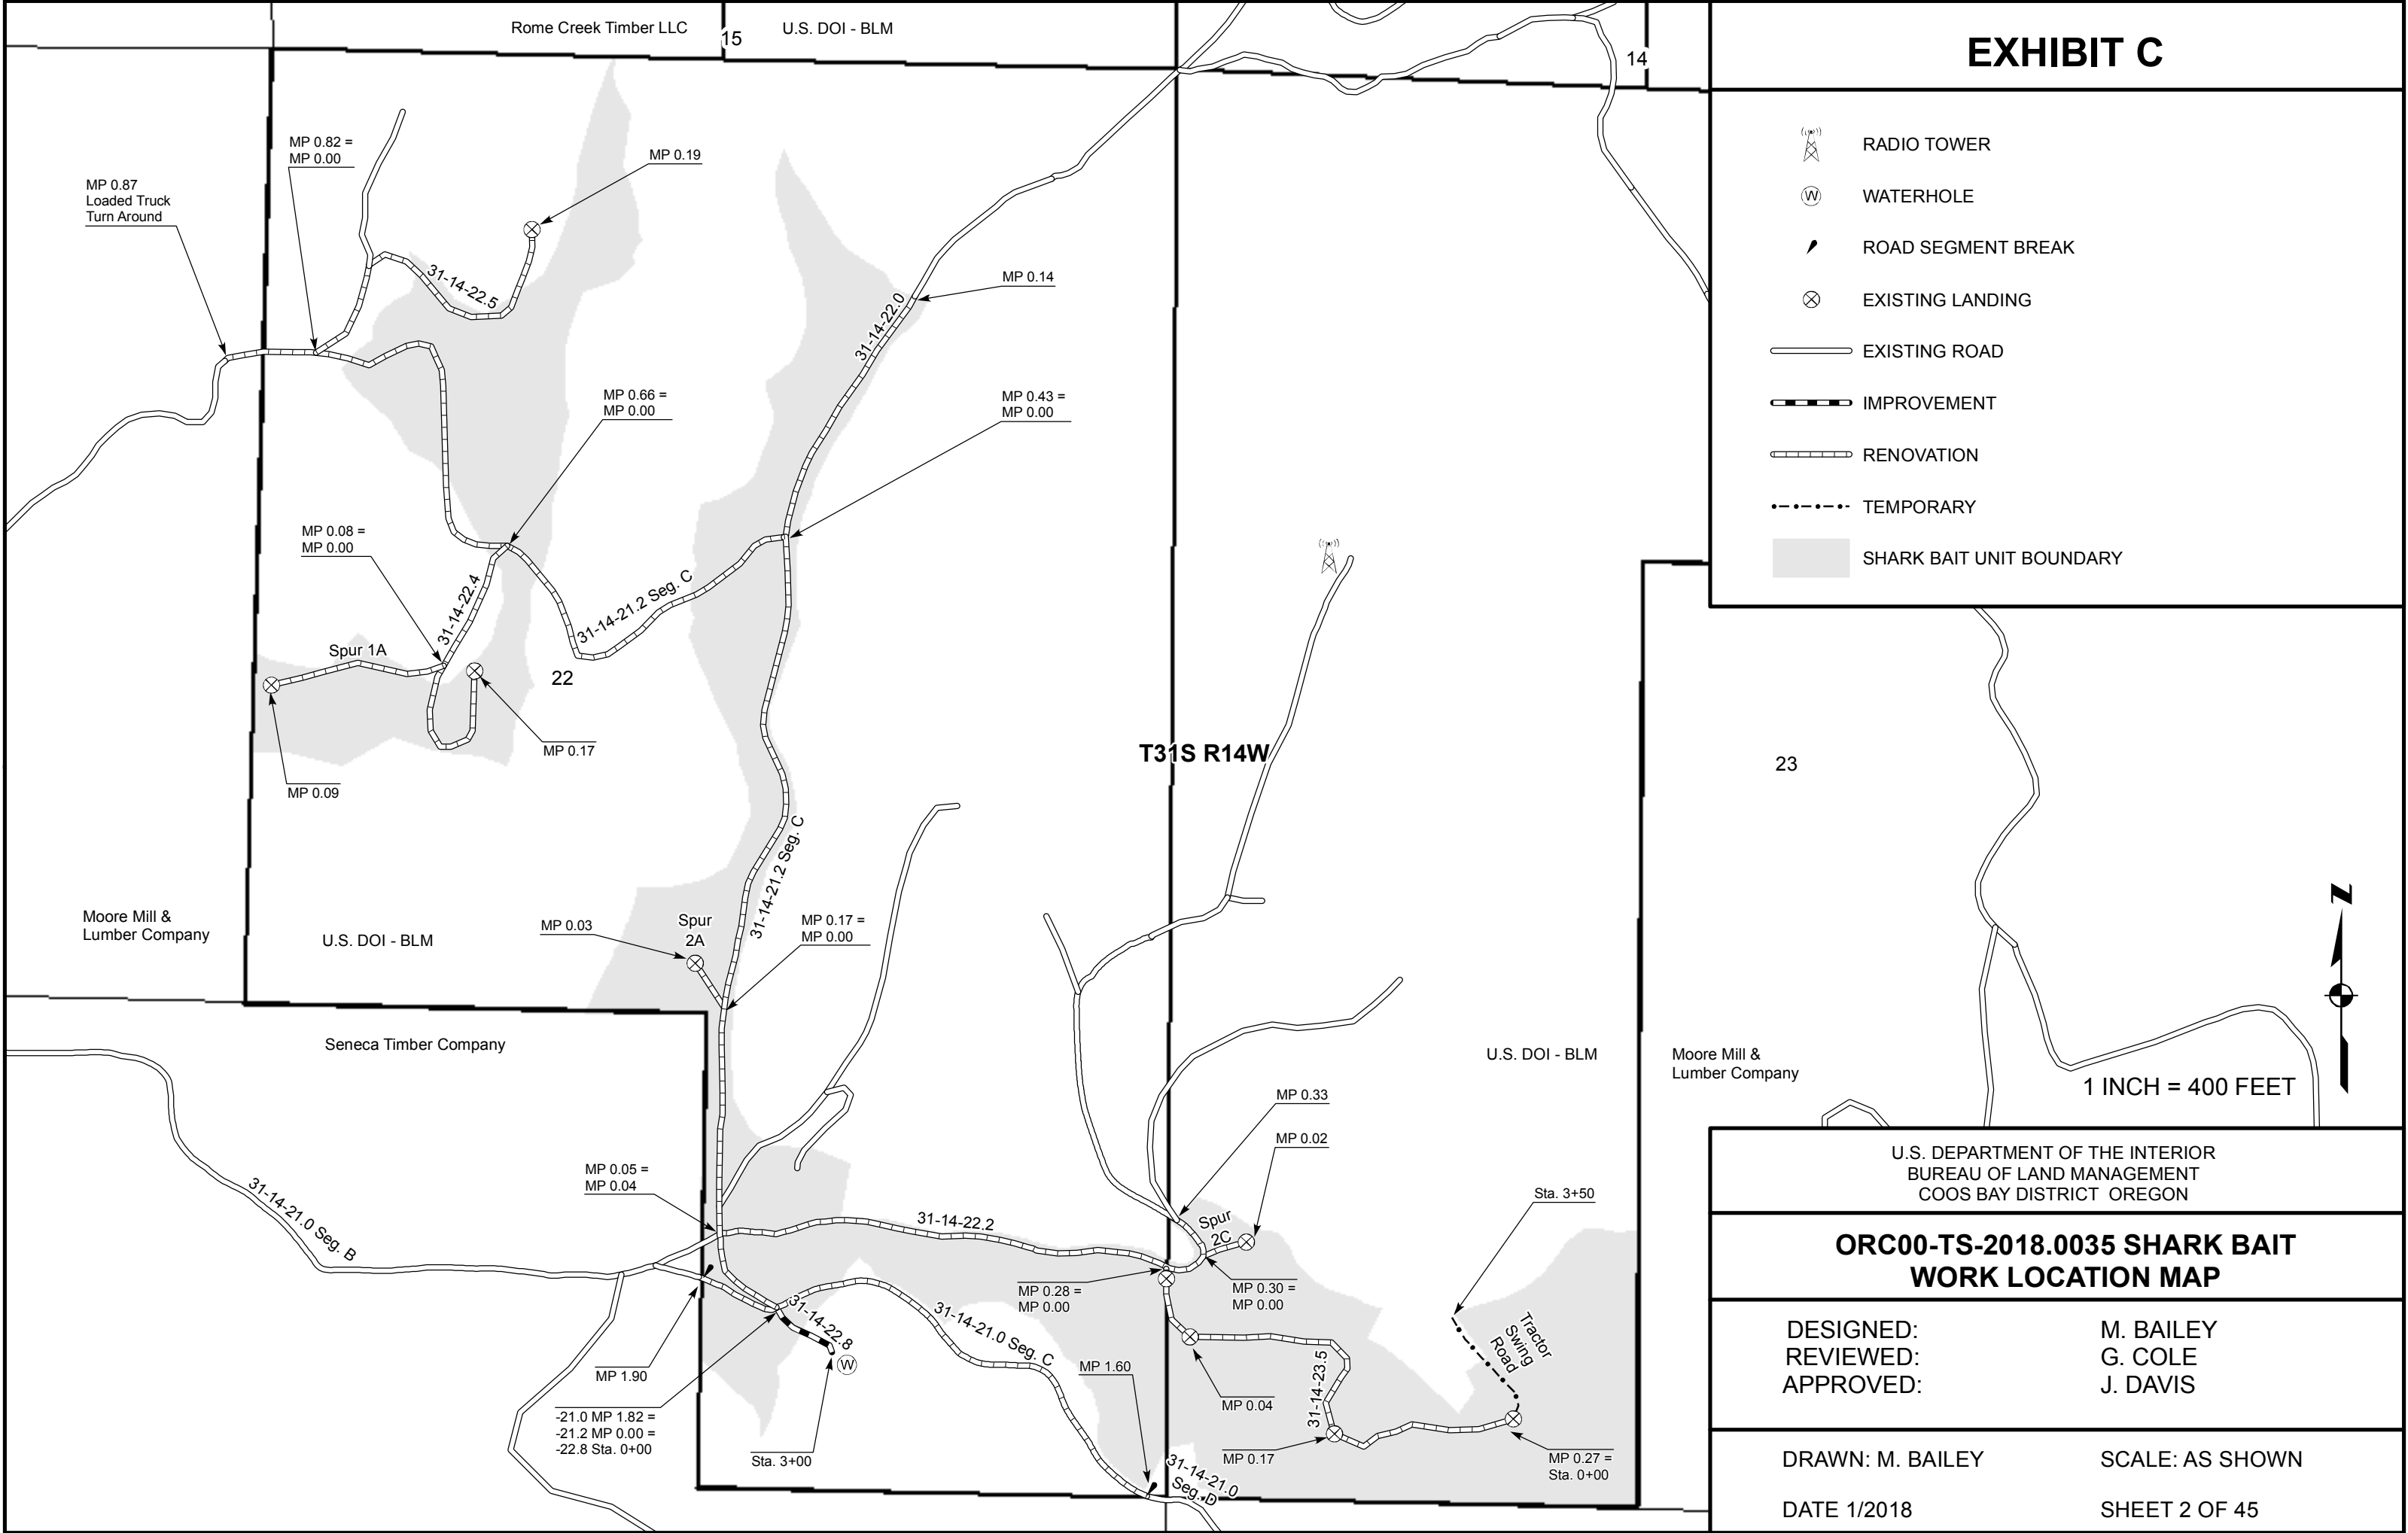 Rome Creek Timber LLC
15
U.S. DOI - BLM
14
MP 0.82 =
MP 0.00
MP 0.19
MP 0.87
Loaded Truck
Turn Around
31-14-22.5
MP 0.14
31-14-22.0
MP 0.66 =
MP 0.00
MP 0.43 =
MP 0.00
MP 0.08 =
MP 0.00
31-14-22.4
31-14-21.2 Seg. C
Spur 1A
22
MP 0.17
MP 0.09
T31S R14W
23
31-14-21.2 Seg. C
Moore Mill &
Lumber Company
U.S. DOI - BLM
MP 0.03
Spur
2A
MP 0.17 =
MP 0.00
Seneca Timber Company
U.S. DOI - BLM
Moore Mill &
Lumber Company
MP 0.33
MP 0.02
MP 0.05 =
MP 0.04
Sta. 3+50
31-14-21.0 Seg. B
31-14-22.2
Spur
2C
MP 0.28 =
MP 0.00
MP 0.30 =
MP 0.00
31-14-22.8
W
31-14-21.0 Seg. C
MP 1.90
MP 1.60
Tractor
Swing
Road
31-14-23.5
MP 0.04
-21.0 MP 1.82 =
-21.2 MP 0.00 =
-22.8 Sta. 0+00
Sta. 3+00
MP 0.17
MP 0.27 =
Sta. 0+00
31-14-21.0
Seg. D
EXHIBIT C
RADIO TOWER
W WATERHOLE
ROAD SEGMENT BREAK
EXISTING LANDING
EXISTING ROAD
IMPROVEMENT
RENOVATION
TEMPORARY
SHARK BAIT UNIT BOUNDARY
N
1 INCH = 400 FEET
U.S. DEPARTMENT OF THE INTERIOR
BUREAU OF LAND MANAGEMENT
COOS BAY DISTRICT OREGON
ORC00-TS-2018.0035 SHARK BAIT
WORK LOCATION MAP
DESIGNED: M. BAILEY
REVIEWED: G. COLE
APPROVED: J. DAVIS
DRAWN: M. BAILEY SCALE: AS SHOWN
DATE 1/2018 SHEET 2 OF 45